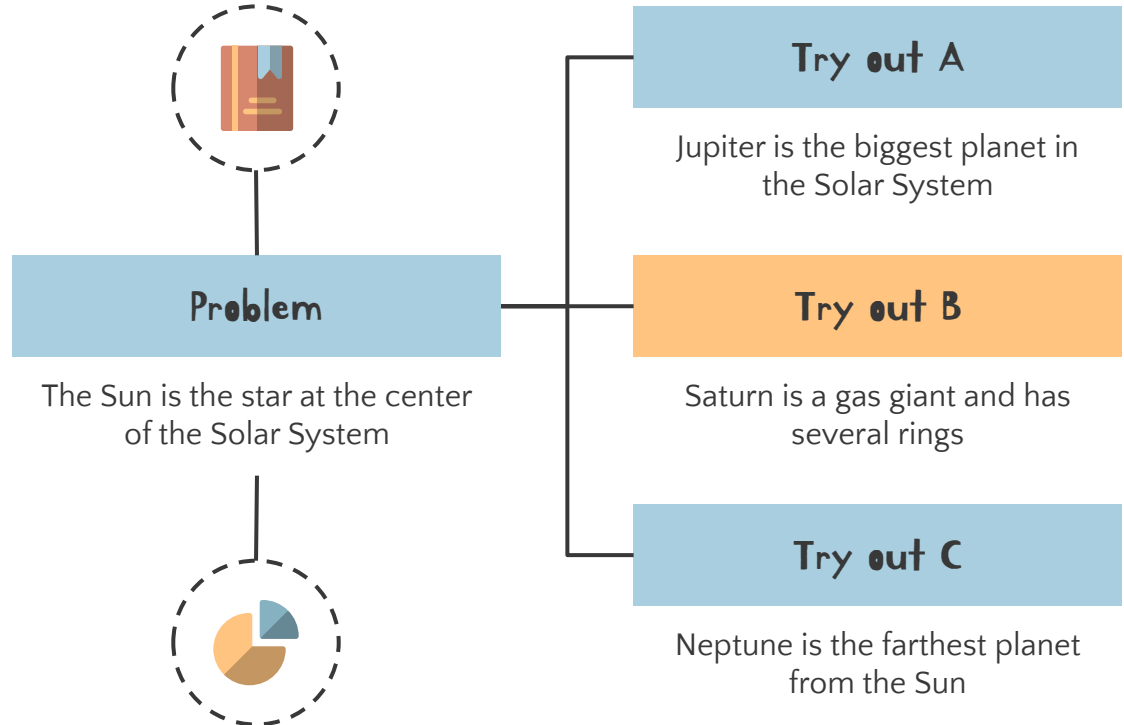 Problem
The Sun is the star at the center
of the Solar System
Try out A
Jupiter is the biggest planet in
the Solar System
Try out B
Saturn is a gas giant and has
several rings
Try out C
Neptune is the farthest planet
from the Sun